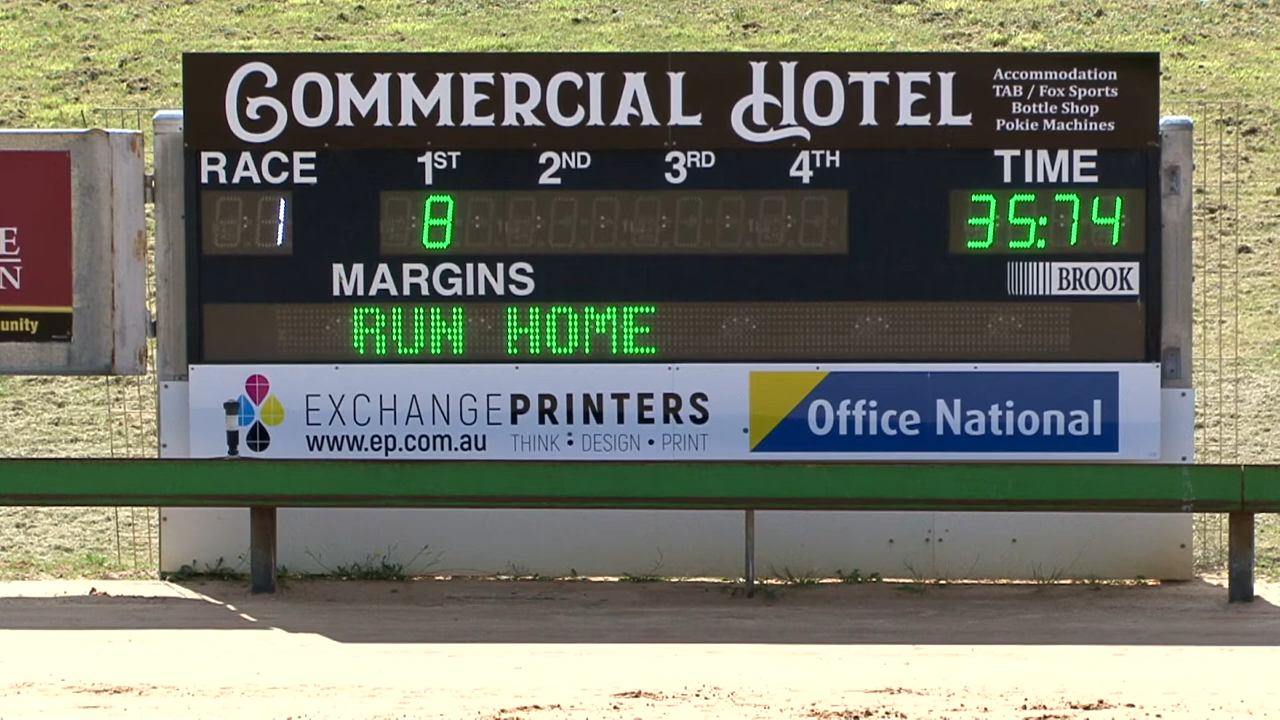 COMMERCIAL HOTEL
Accommodation
TAB / Fox Sports
Bottle Shop
Pokie Machines
RACE 1ST 2ND 3RD 4TH TIME
1 8 35:74
MARGINS
BROOK
RUN HOME
E
N
unity
EXCHANGEPRINTERS
www.ep.com.au THINK • DESIGN • PRINT
Office National